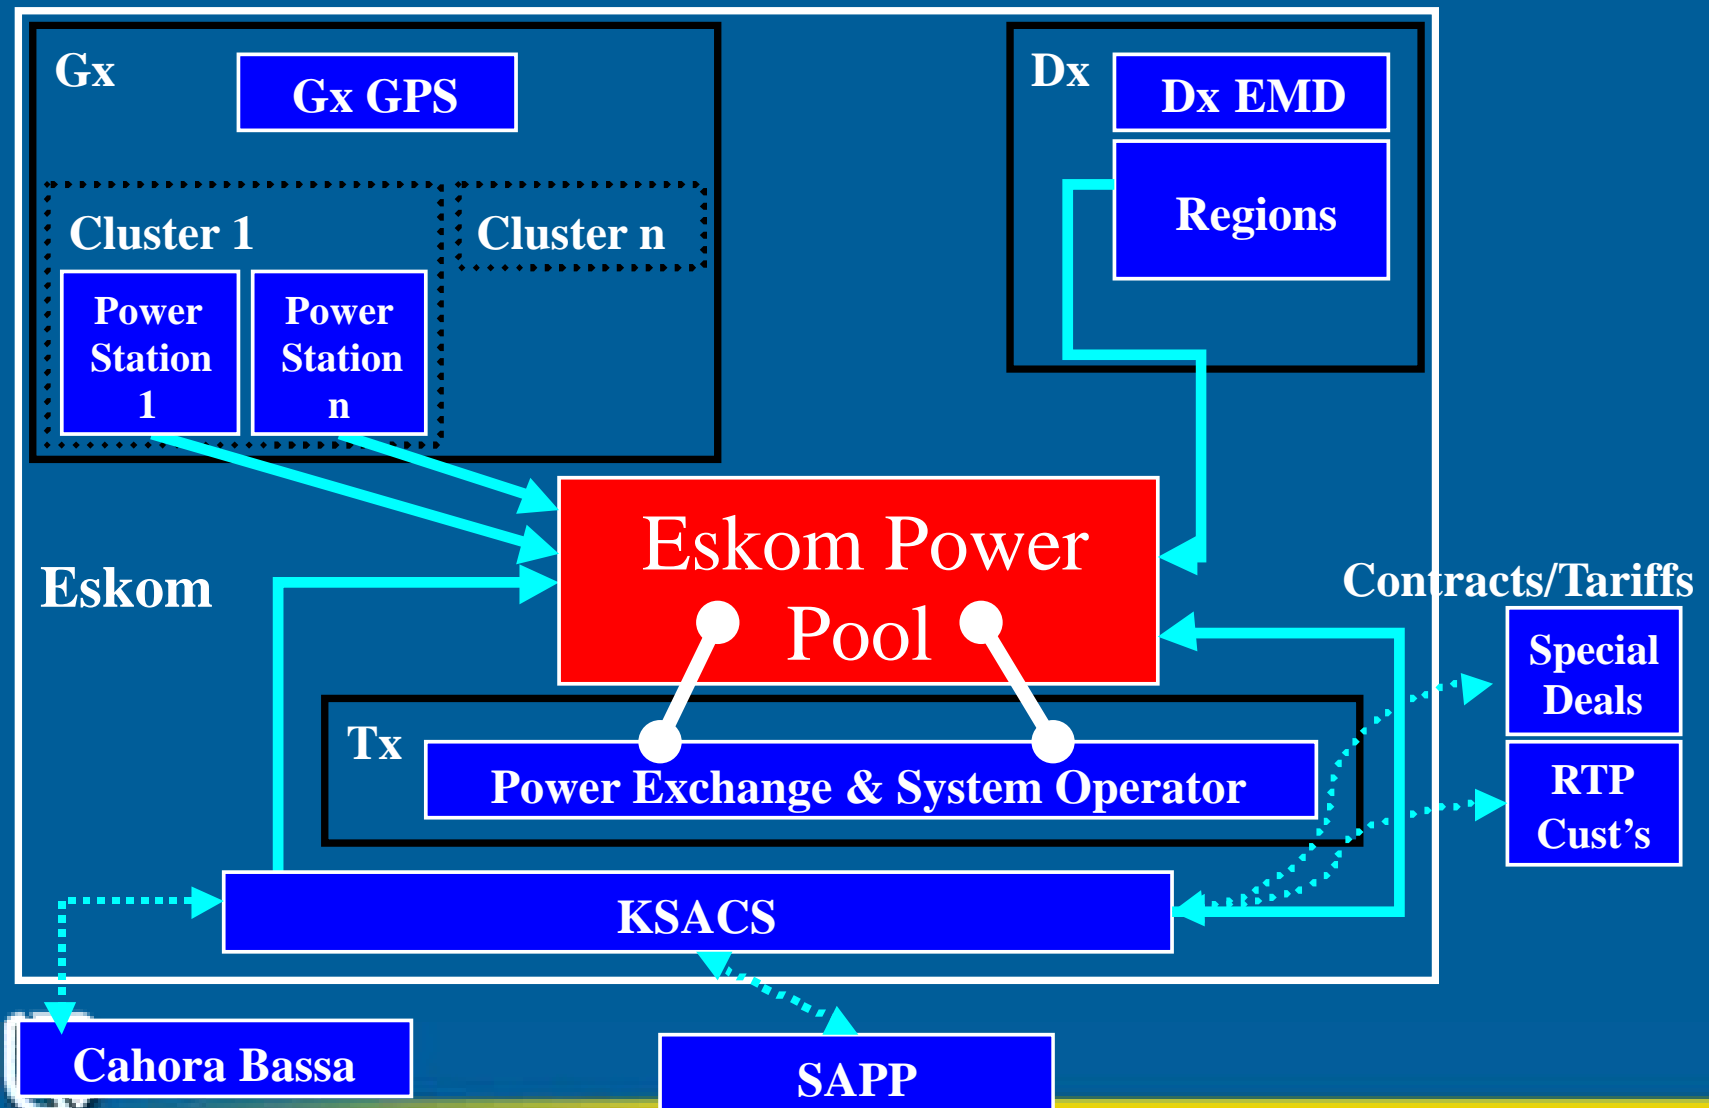 Gx
Gx GPS
Dx
Dx EMD
Regions
Cluster 1
Cluster n
Power
Station
1
Power
Station
n
Eskom Power
Pool
Eskom
Contracts/Tariffs
Special
Deals
RTP
Cust's
Tx
Power Exchange & System Operator
KSACS
Cahora Bassa
SAPP